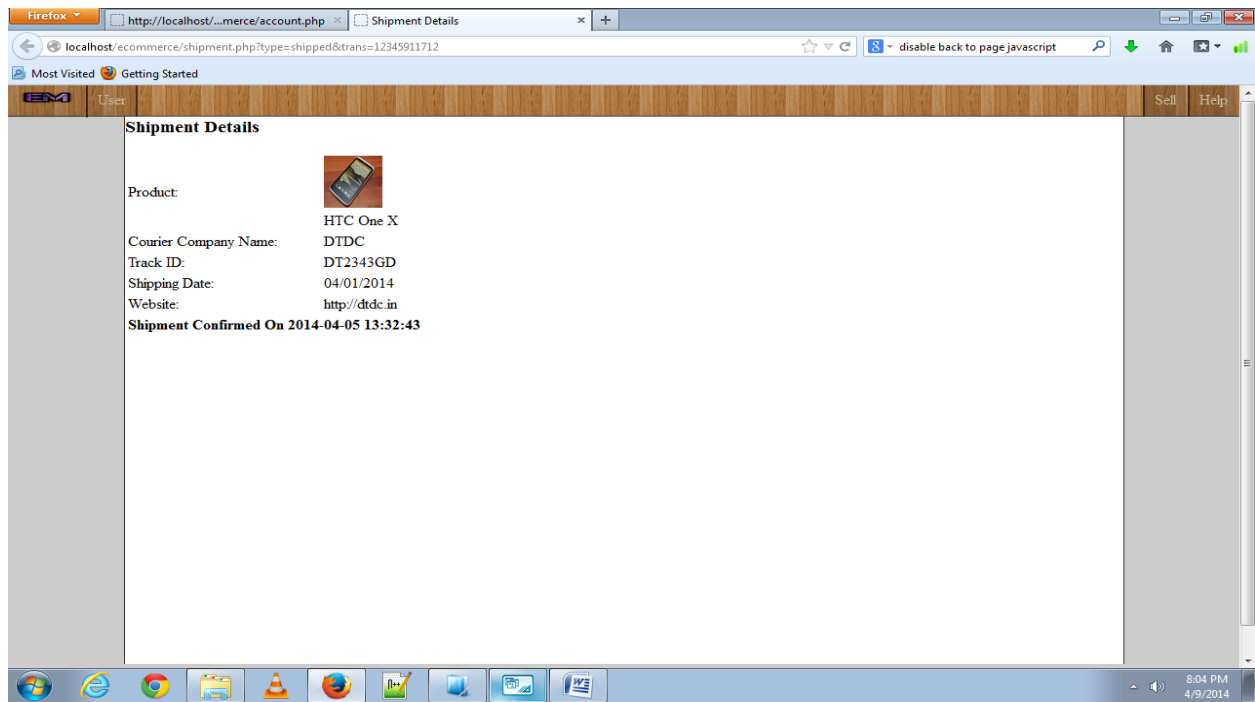 Firefox
http://localhost/...merce/account.php
Shipment Details
localhost/ecommerce/shipment.php?type=shipped&trans=12345911712
disable back to page javascript
Most Visited Getting Started
EM User Sell Help
Shipment Details
Product:
HTC One X
Courier Company Name: DTDC
Track ID: DT2343GD
Shipping Date: 04/01/2014
Website: http://dtdc.in
Shipment Confirmed On 2014-04-05 13:32:43
8:04 PM
4/9/2014